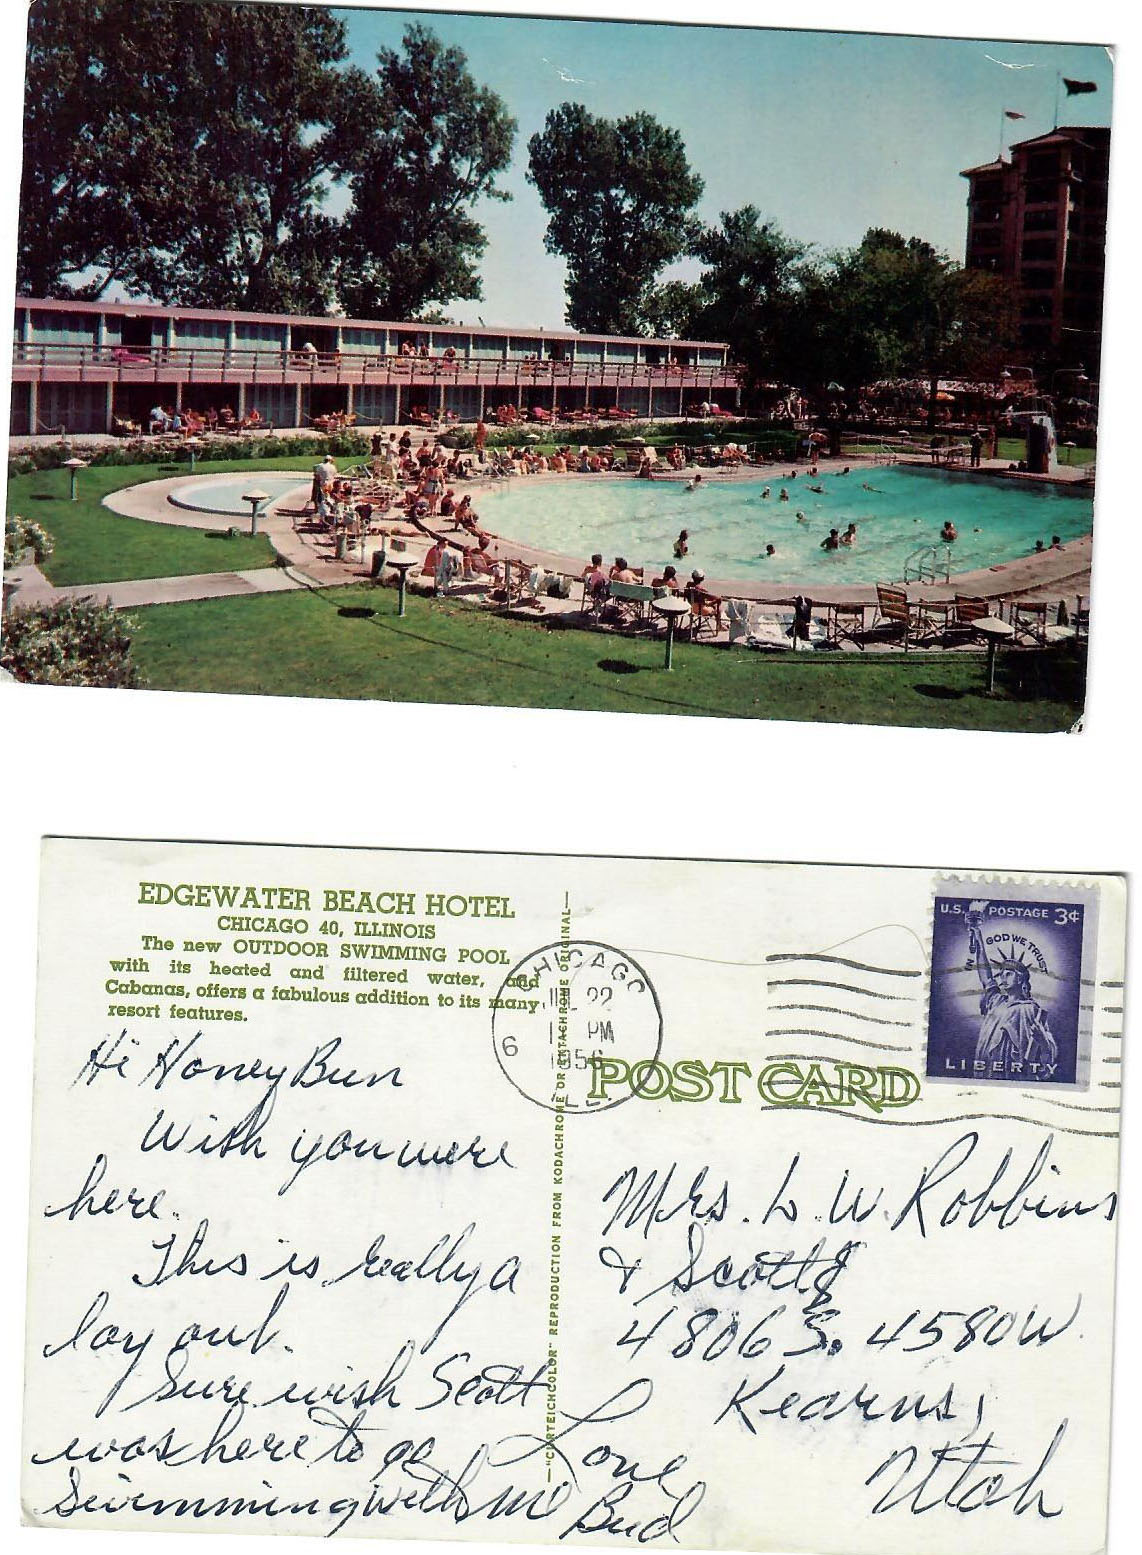 EDGEWATER BEACH HOTEL
CHICAGO 40, ILLINOIS
The new OUTDOOR SWIMMING POOL
with its heated and filtered water, and
Cabanas, offers a fabulous addition to its many
resort features.
Hi Honey Bun
Wish you were
here.
This is really a
lay out.
Sure wish Scott
was here to go
swimming with me
Love
Bud
"CURTEICHCOLOR" REPRODUCTION FROM KODACHROME OR EKTACHROME ORIGINAL
CHICAGO
22
PM
1956
6
ILL
U.S. POSTAGE 3¢
IN GOD WE TRUST
LIBERTY
POST CARD
Mrs. L. W. Robbins
& Scott
4806 S. 4580 W.
Kearns,
Utah